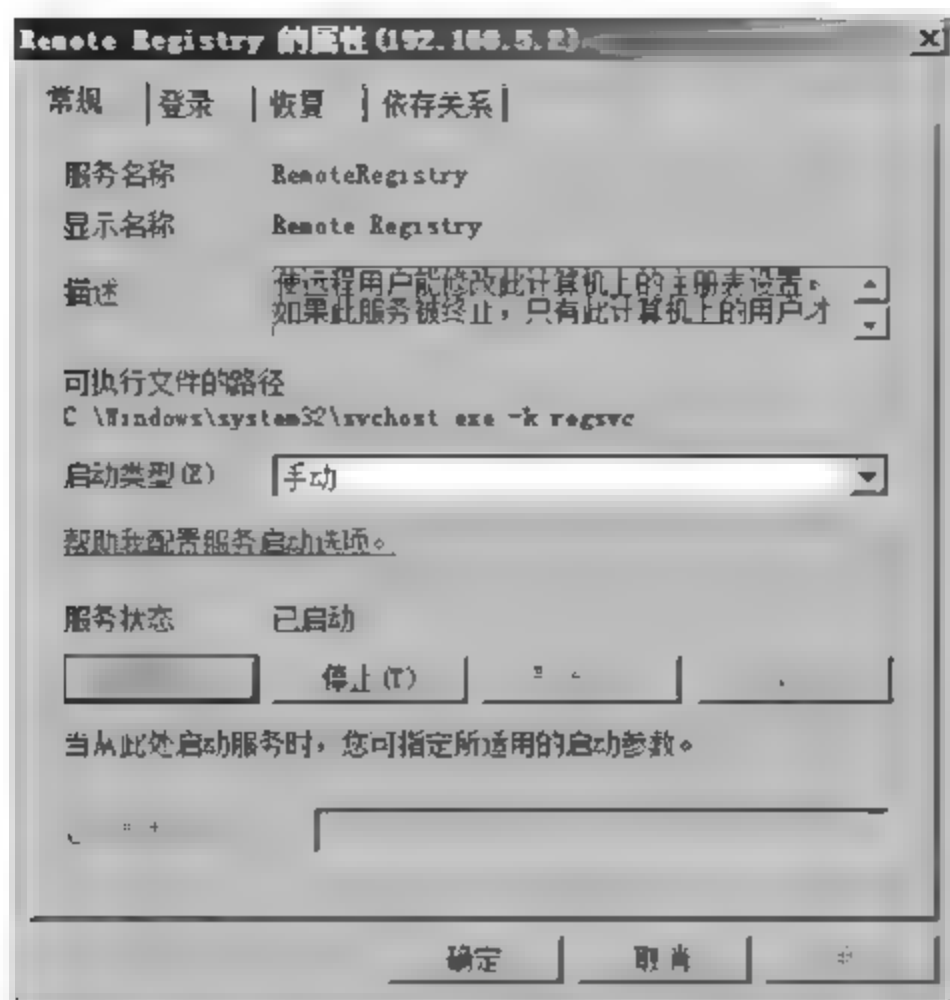 Remote Registry 的属性(192.168.5.2)
常规 登录 恢复 依存关系
服务名称 RemoteRegistry
显示名称 Remote Registry
描述 使远程用户能修改此计算机上的注册表设置。
如果此服务被终止，只有此计算机上的用户才
可执行文件的路径
C \Windows\system32\svchost exe -k regsvc
启动类型(E) 手动
帮助我配置服务启动选项。
服务状态 已启动
停止(T)
当从此处启动服务时，您可指定所适用的启动参数。
确定 取消